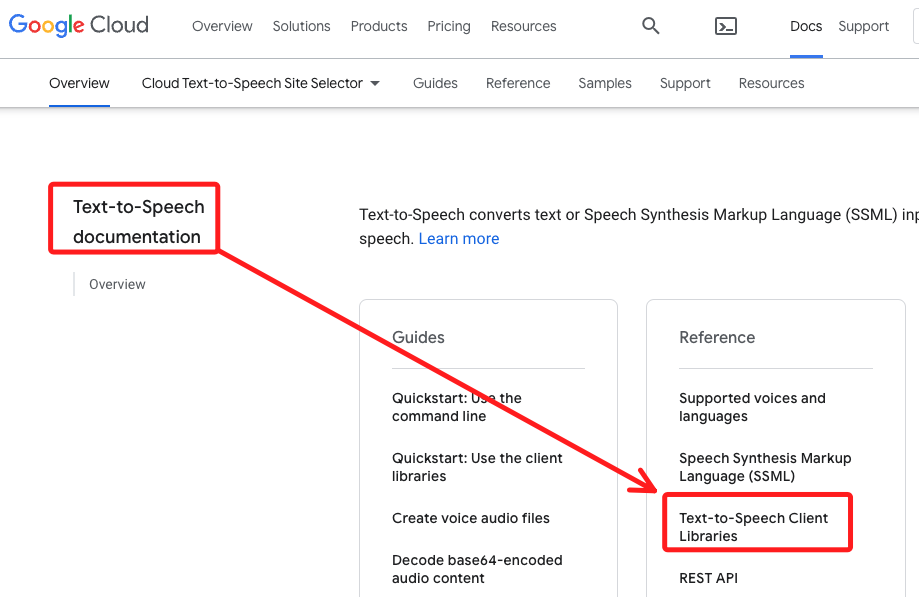 Google Cloud
Overview Solutions Products Pricing Resources Docs Support
Overview Cloud Text-to-Speech Site Selector Guides Reference Samples Support Resources
Text-to-Speech
documentation
Overview
Text-to-Speech converts text or Speech Synthesis Markup Language (SSML) inp
speech. Learn more
Guides
Quickstart: Use the
command line
Quickstart: Use the client
libraries
Create voice audio files
Decode base64-encoded
audio content
Reference
Supported voices and
languages
Speech Synthesis Markup
Language (SSML)
Text-to-Speech Client
Libraries
REST API